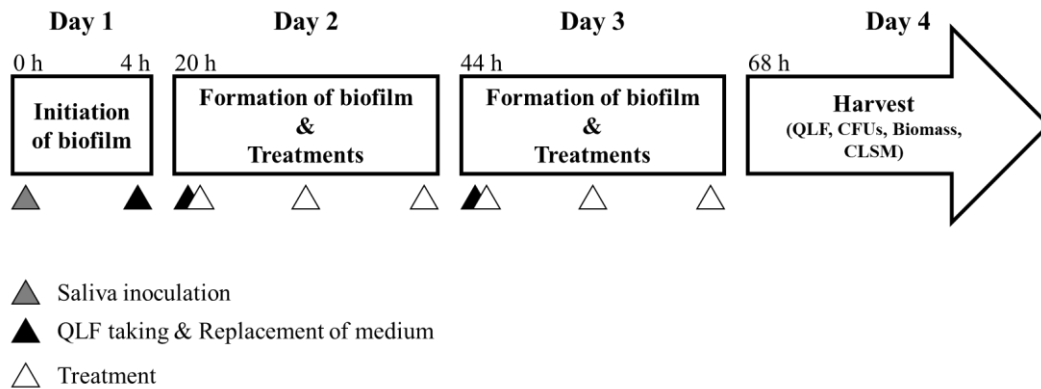 Day 1
Day 2
Day 3
Day 4
0 h
4 h
20 h
44 h
68 h
Initiation
of biofilm
Formation of biofilm
&
Treatments
Formation of biofilm
&
Treatments
Harvest
(QLF, CFUs, Biomass,
CLSM)
Saliva inoculation
QLF taking & Replacement of medium
Treatment